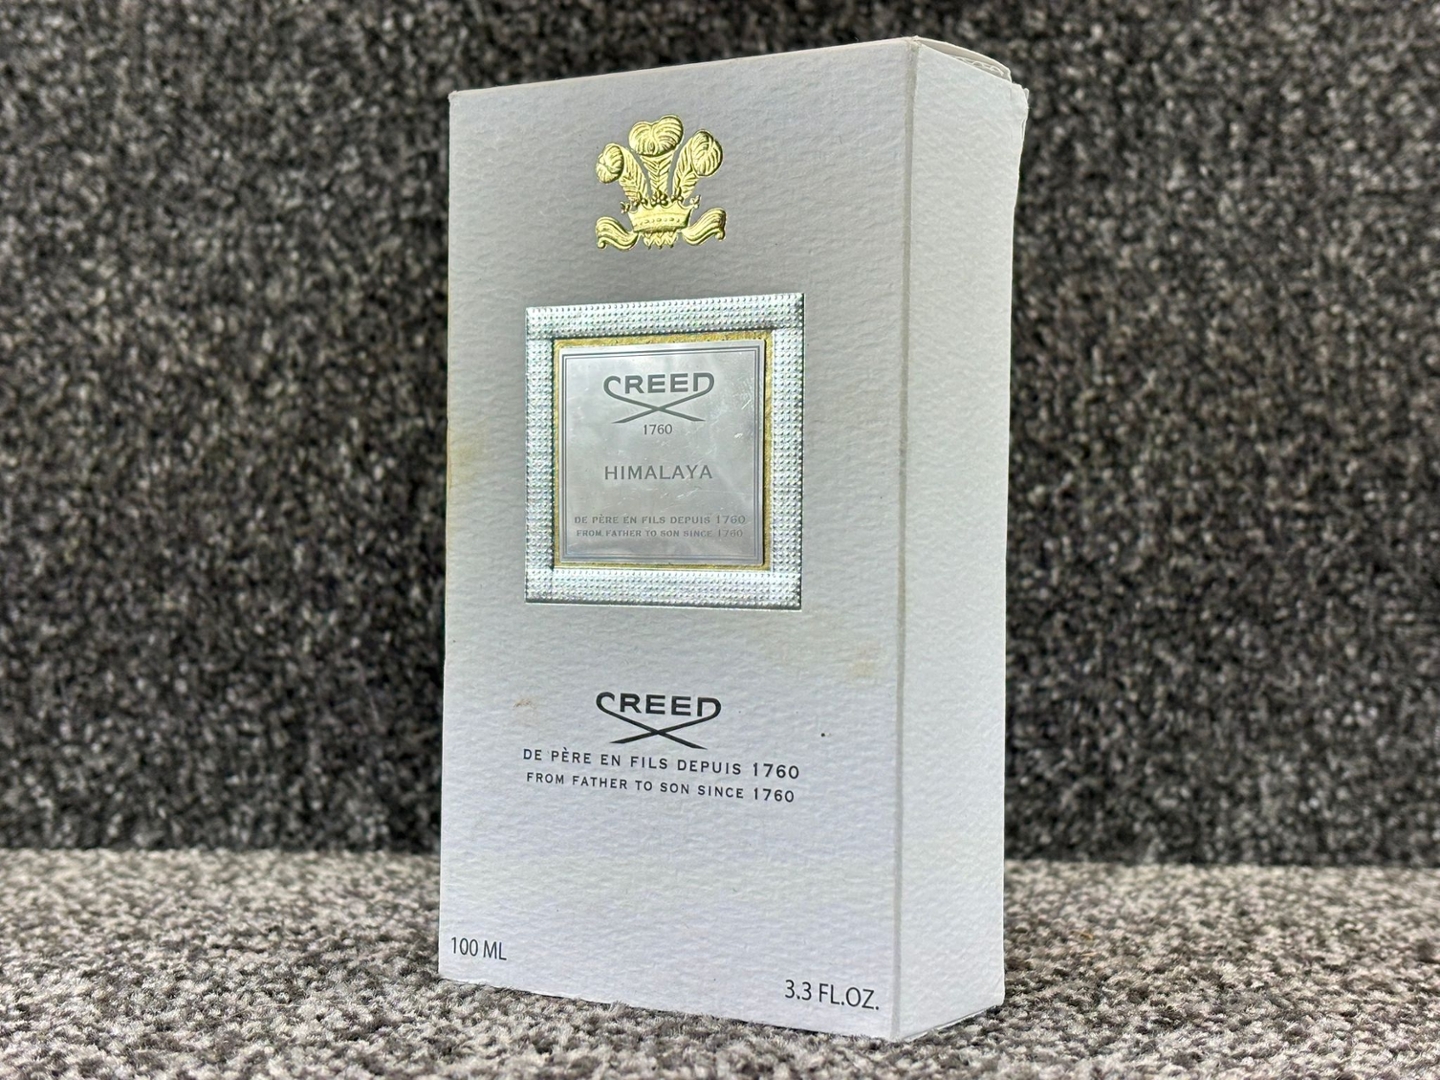 CREED
1760
HIMALAYA
DE PÈRE EN FILS DEPUIS 1760
FROM FATHER TO SON SINCE 1760
CREED
DE PÈRE EN FILS DEPUIS 1760
FROM FATHER TO SON SINCE 1760
100 ML
3.3 FL.OZ.